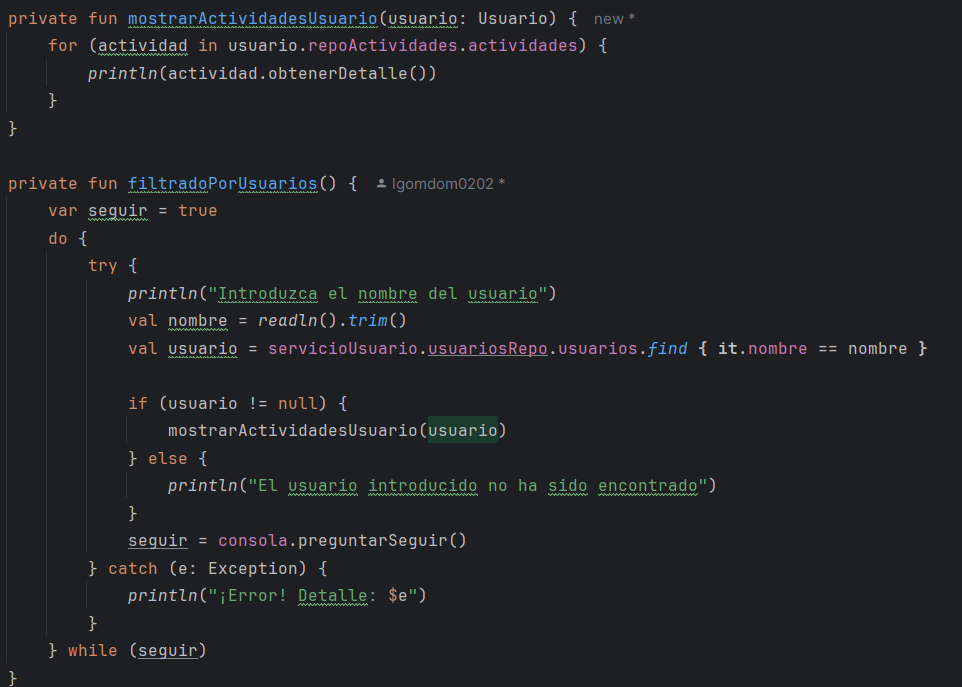 private fun mostrarActividadesUsuario(usuario: Usuario) { new *
    for (actividad in usuario.repoActividades.actividades) {
        println(actividad.obtenerDetalle())
    }
}

private fun filtradoPorUsuarios() { lgomdom0202 *
    var seguir = true
    do {
        try {
            println("Introduzca el nombre del usuario")
            val nombre = readln().trim()
            val usuario = servicioUsuario.usuariosRepo.usuarios.find { it.nombre == nombre }

            if (usuario != null) {
                mostrarActividadesUsuario(usuario)
            } else {
                println("El usuario introducido no ha sido encontrado")
            }
            seguir = consola.preguntarSeguir()
        } catch (e: Exception) {
            println("¡Error! Detalle: $e")
        }
    } while (seguir)
}